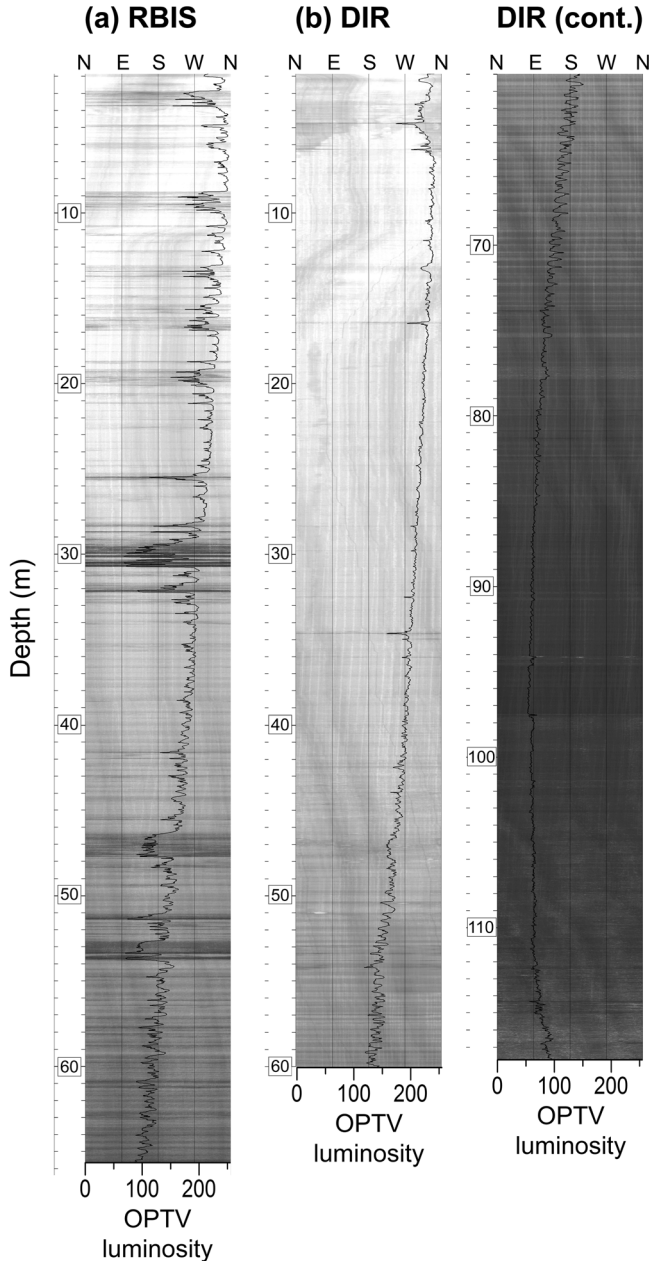 (a) RBIS
(b) DIR
DIR (cont.)
N E S W N
N E S W N
N E S W N
Depth (m)
10
20
30
40
50
60
10
20
30
40
50
60
70
80
90
100
110
0 100 200
OPTV
luminosity
0 100 200
OPTV
luminosity
0 100 200
OPTV
luminosity